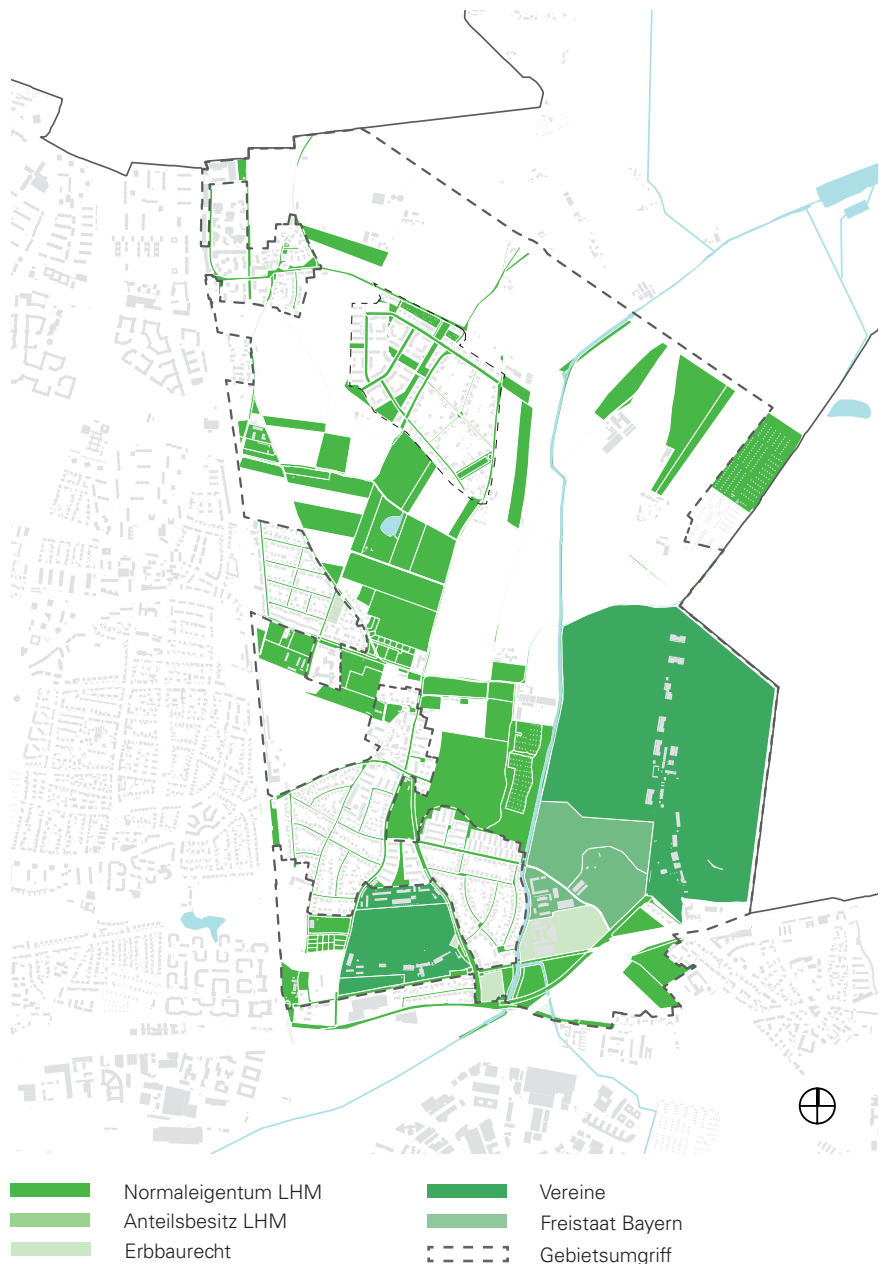 Normaleigentum LHM
Anteilsbesitz LHM
Erbbaurecht
Vereine
Freistaat Bayern
Gebietsumgriff